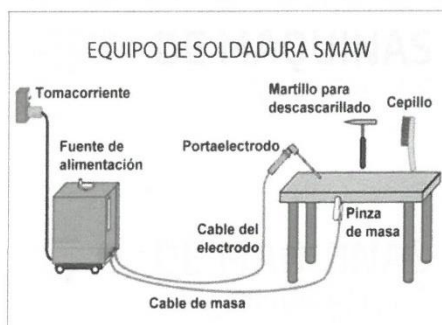 EQUIPO DE SOLDADURA SMAW
Tomacorriente
Martillo para
descascarillado
Cepillo
Fuente de
alimentación
Portaelectrodo
Cable del
electrodo
Pinza
de masa
Cable de masa